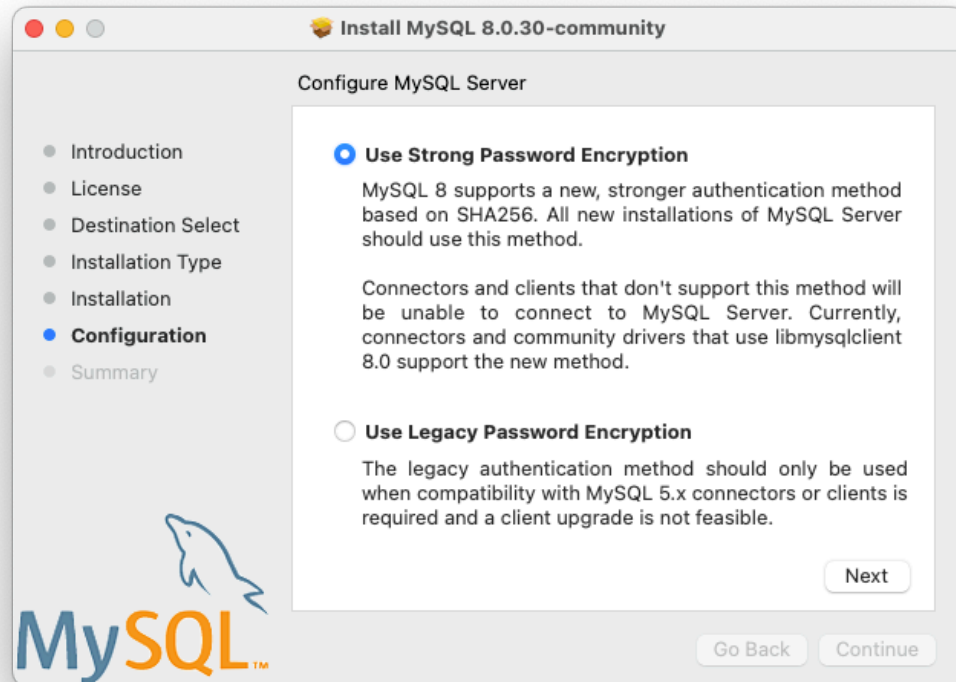 Install MySQL 8.0.30-community
Configure MySQL Server
Introduction
License
Destination Select
Installation Type
Installation
Configuration
Summary
Use Strong Password Encryption
MySQL 8 supports a new, stronger authentication method
based on SHA256. All new installations of MySQL Server
should use this method.
Connectors and clients that don't support this method will
be unable to connect to MySQL Server. Currently,
connectors and community drivers that use libmysqlclient
8.0 support the new method.
Use Legacy Password Encryption
The legacy authentication method should only be used
when compatibility with MySQL 5.x connectors or clients is
required and a client upgrade is not feasible.
Next
MySQL™
Go Back
Continue